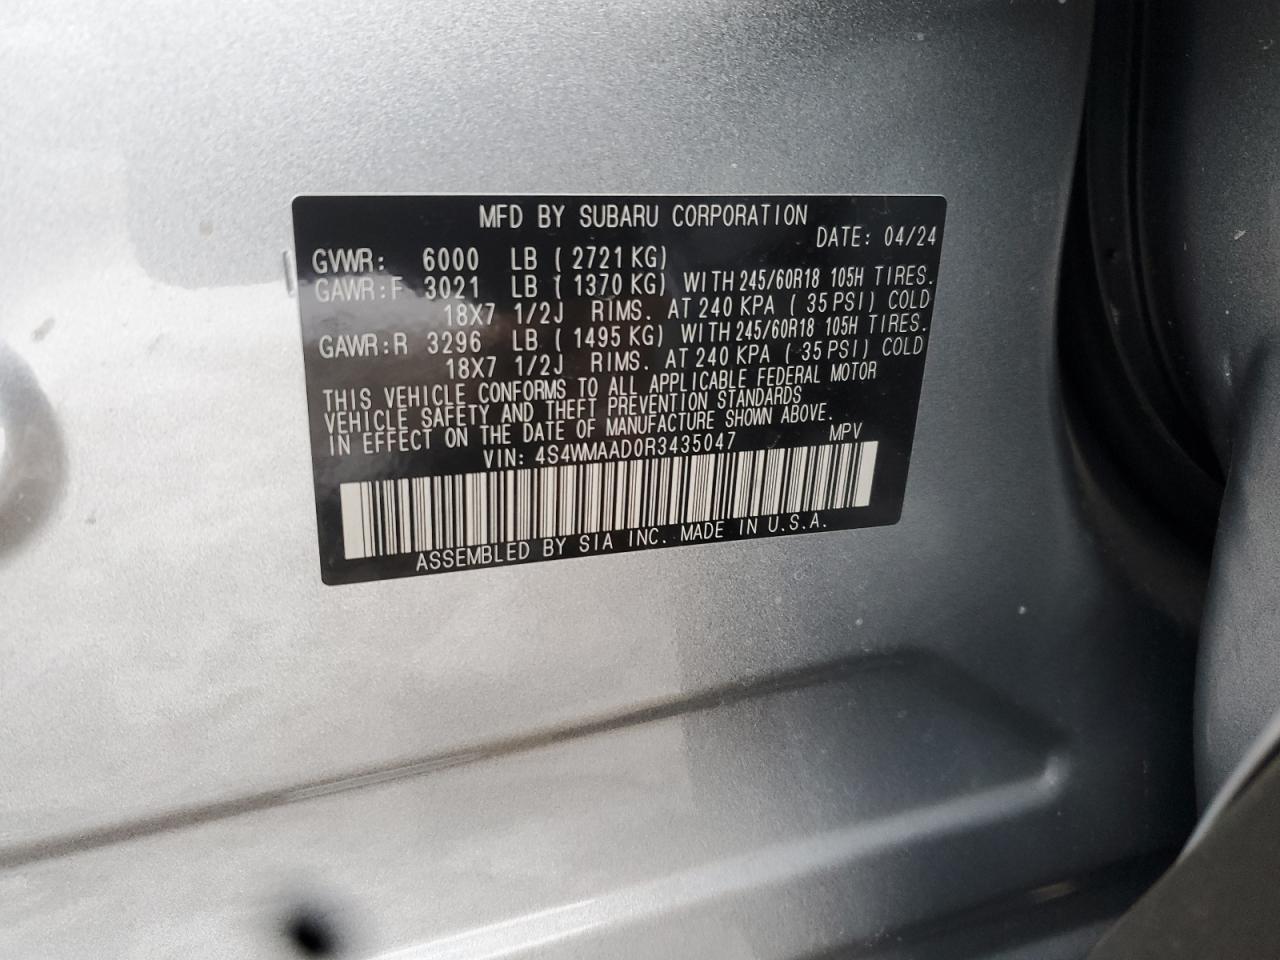 MFD BY SUBARU CORPORATION
DATE: 04/24
GVWR: 6000 LB ( 2721 KG)
GAWR:F 3021 LB ( 1370 KG) WITH 245/60R18 105H TIRES.
18X7 1/2J RIMS. AT 240 KPA ( 35 PSI) COLD
GAWR:R 3296 LB ( 1495 KG) WITH 245/60R18 105H TIRES.
18X7 1/2J RIMS. AT 240 KPA ( 35 PSI) COLD
THIS VEHICLE CONFORMS TO ALL APPLICABLE FEDERAL MOTOR
VEHICLE SAFETY AND THEFT PREVENTION STANDARDS
IN EFFECT ON THE DATE OF MANUFACTURE SHOWN ABOVE.
VIN: 4S4WMAAD0R3435047 MPV
ASSEMBLED BY SIA INC. MADE IN U.S.A.